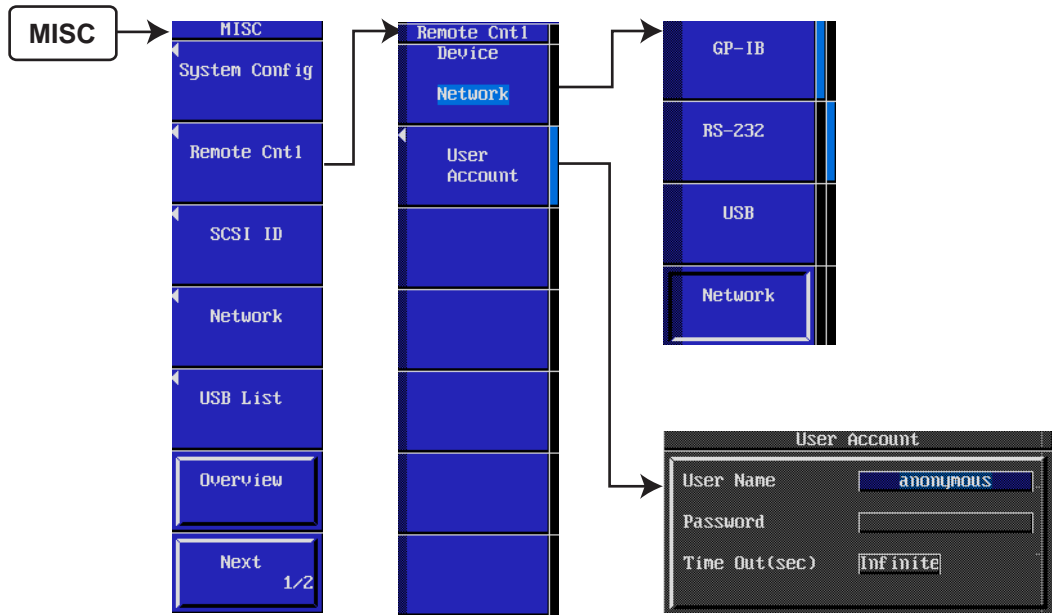 MISC
MISC
System Config
Remote Cntl
SCSI ID
Network
USB List
Overview
Next
1/2
Remote Cntl
Device
Network
User
Account
GP-IB
RS-232
USB
Network
User Account
User Name anonymous
Password
Time Out(sec) Infinite